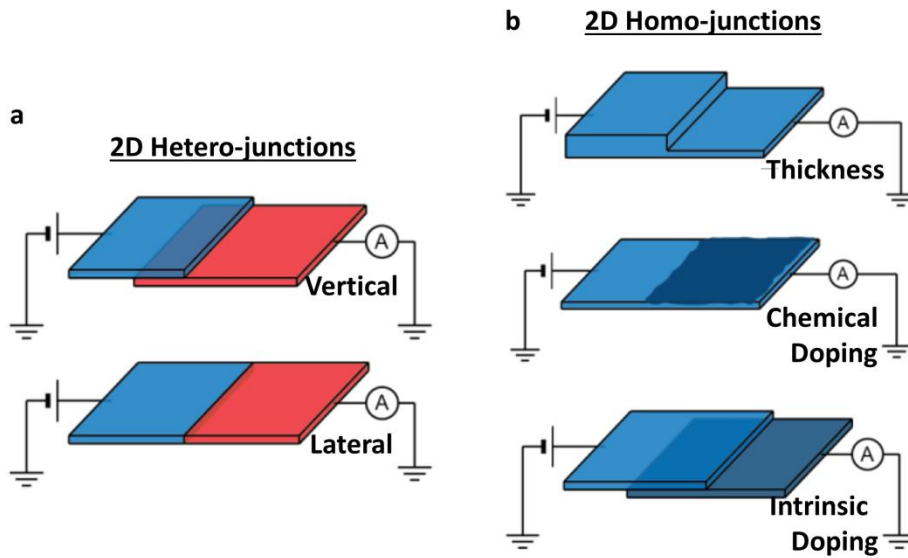 a
2D Hetero-junctions
A
Vertical
A
Lateral
b
2D Homo-junctions
A
Thickness
A
Chemical
Doping
A
Intrinsic
Doping